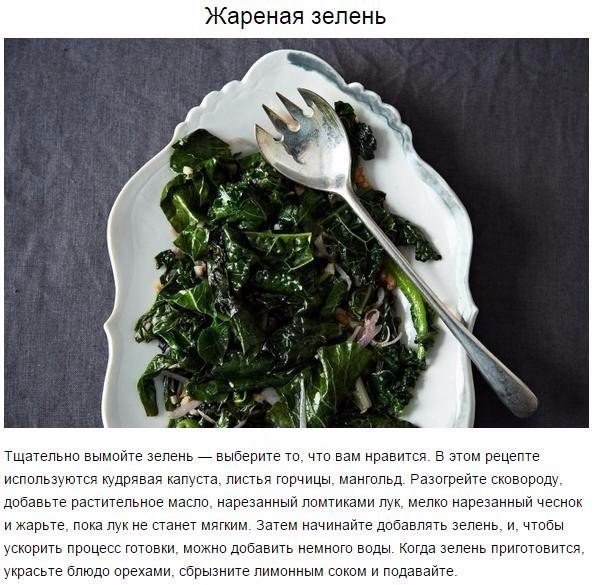 Жареная зелень
Тщательно вымойте зелень — выберите то, что вам нравится. В этом рецепте
используются кудрявая капуста, листья горчицы, мангольд. Разогрейте сковороду,
добавьте растительное масло, нарезанный ломтиками лук, мелко нарезанный чеснок
и жарьте, пока лук не станет мягким. Затем начинайте добавлять зелень, и, чтобы
ускорить процесс готовки, можно добавить немного воды. Когда зелень приготовится,
украсьте блюдо орехами, сбрызните лимонным соком и подавайте.